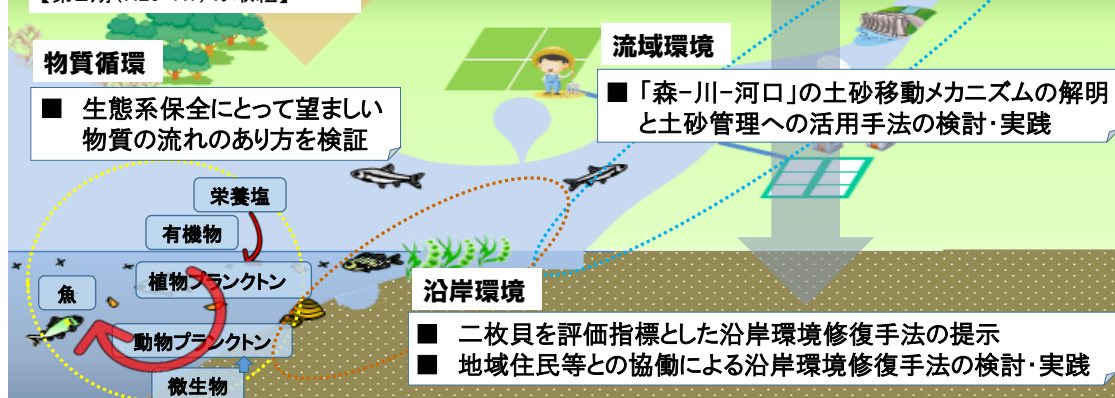 物質循環
■ 生態系保全にとって望ましい
物質の流れのあり方を検証
流域環境
■ 「森-川-河口」の土砂移動メカニズムの解明
と土砂管理への活用手法の検討・実践
栄養塩
有機物
植物プランクトン
魚
動物プランクトン
微生物
沿岸環境
■ 二枚貝を評価指標とした沿岸環境修復手法の提示
■ 地域住民等との協働による沿岸環境修復手法の検討・実践